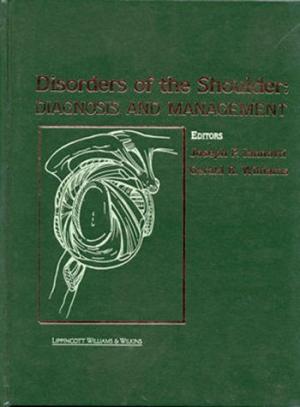 Disorders of the Shoulder:
DIAGNOSIS AND MANAGEMENT
EDITORS
Joseph P. Iannotti
Gerald R. Williams
LIPPINCOTT WILLIAMS & WILKINS